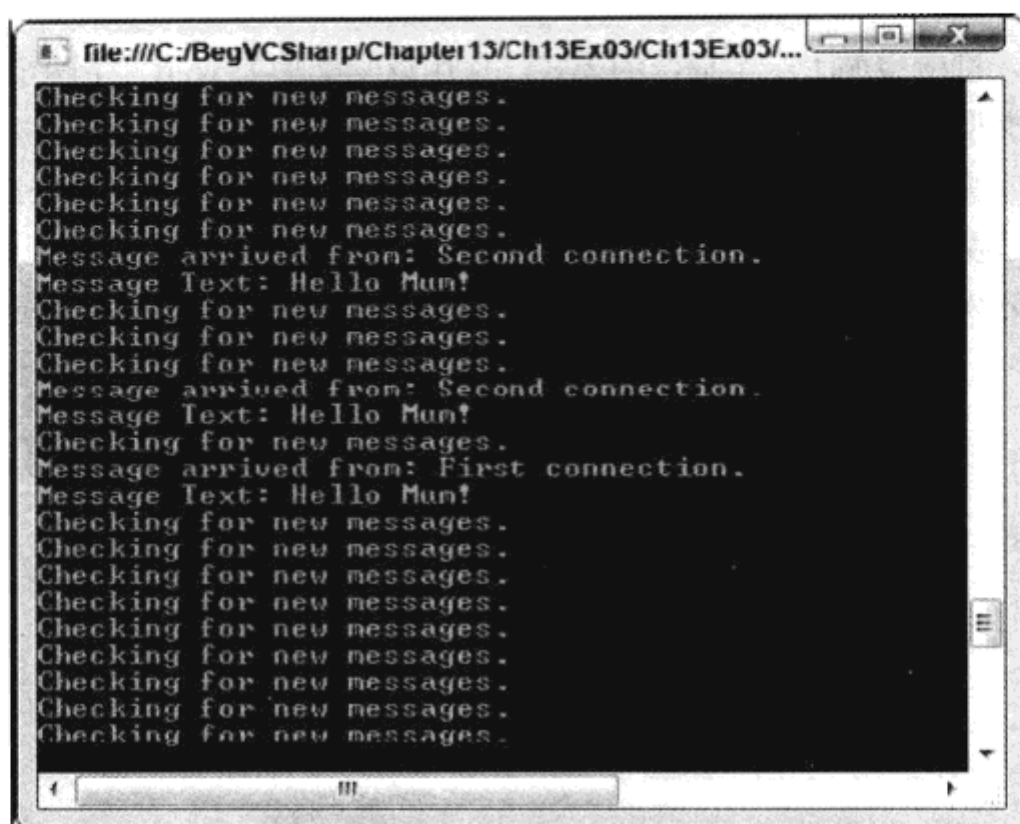 file:///C:/BegVCSharp/Chapter13/Ch13Ex03/Ch13Ex03/...
Checking for new messages.
Checking for new messages.
Checking for new messages.
Checking for new messages.
Checking for new messages.
Checking for new messages.
Message arrived from: Second connection.
Message Text: Hello Mum!
Checking for new messages.
Checking for new messages.
Checking for new messages.
Message arrived from: Second connection.
Message Text: Hello Mum!
Checking for new messages.
Message arrived from: First connection.
Message Text: Hello Mum!
Checking for new messages.
Checking for new messages.
Checking for new messages.
Checking for new messages.
Checking for new messages.
Checking for new messages.
Checking for new messages.
Checking for new messages.
Checking for new messages.